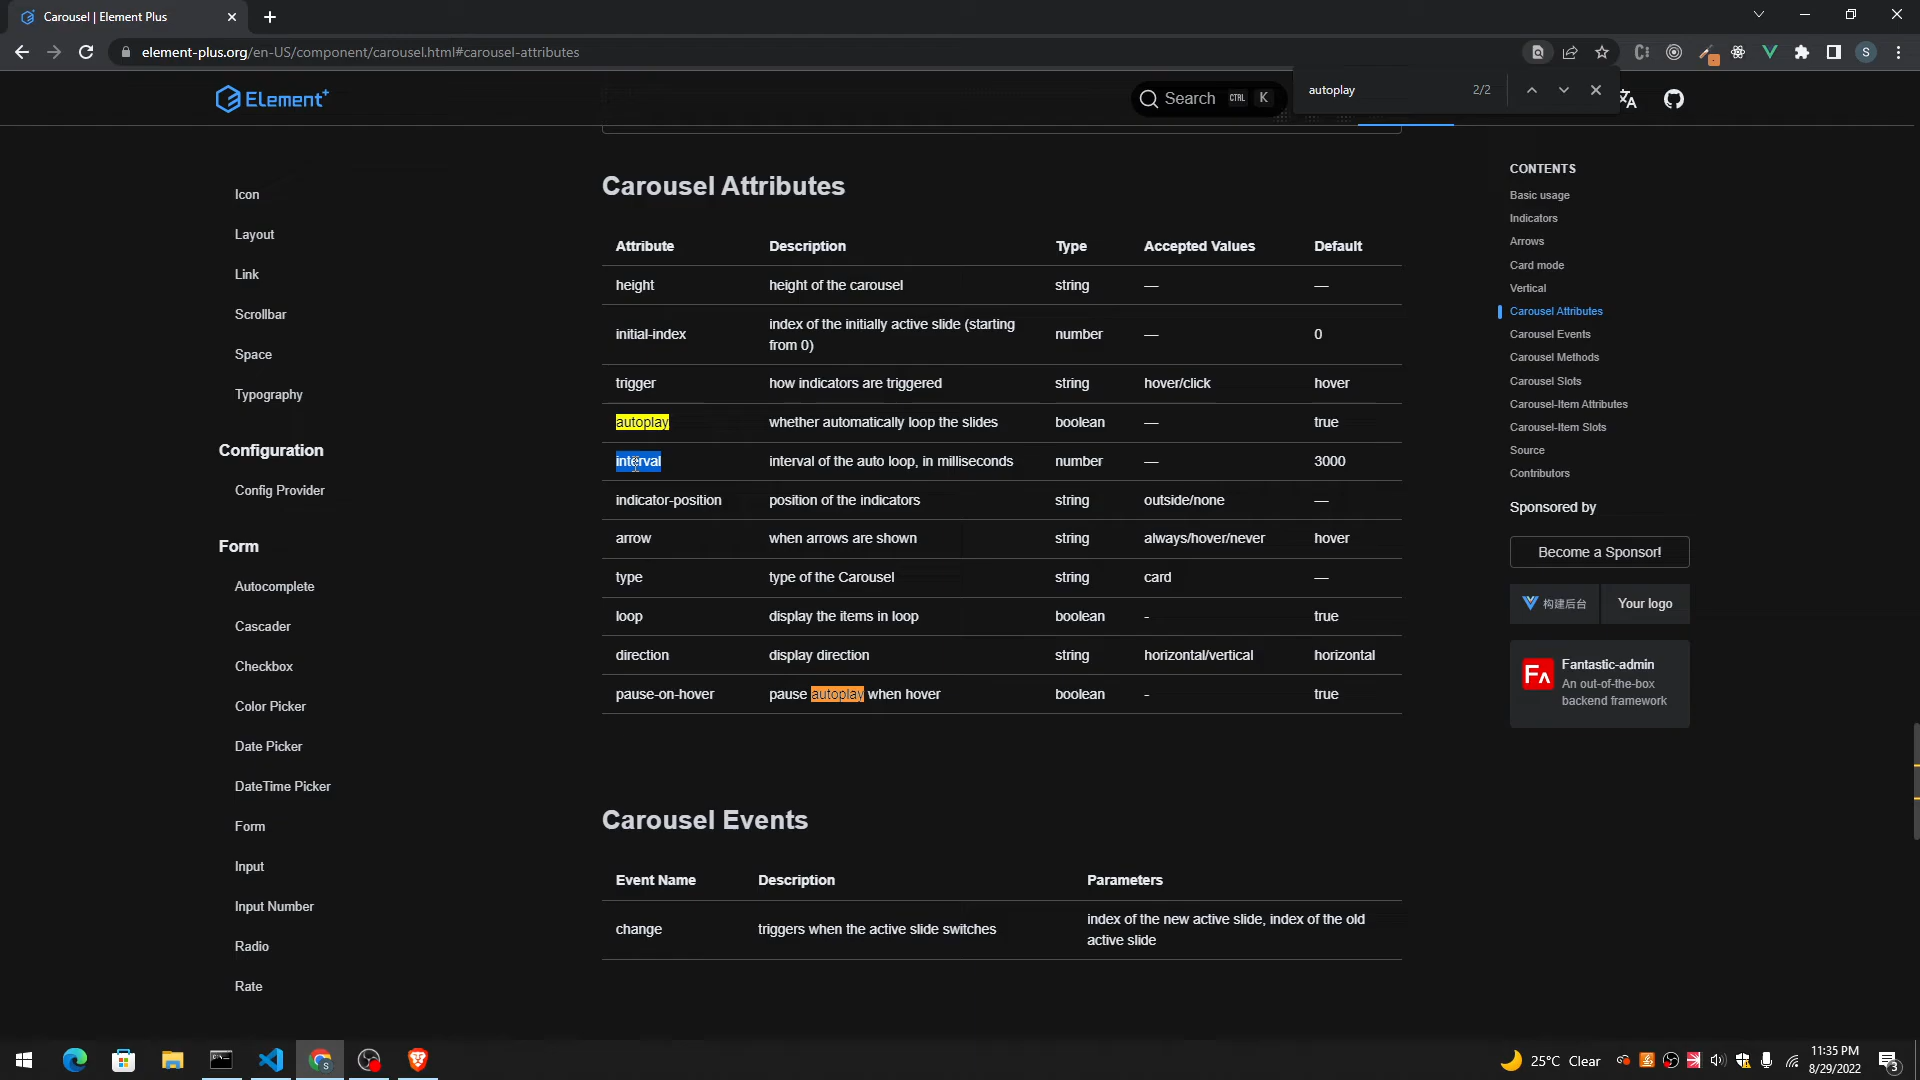 Carousel | Element Plus
element-plus.org/en-US/component/carousel.html#carousel-attributes
S
autoplay 2/2
Element+
Search CTRL K
Icon
Layout
Link
Scrollbar
Space
Typography
Configuration
Config Provider
Form
Autocomplete
Cascader
Checkbox
Color Picker
Date Picker
DateTime Picker
Form
Input
Input Number
Radio
Rate
Carousel Attributes
Attribute Description Type Accepted Values Default
height height of the carousel string — —
initial-index index of the initially active slide (starting from 0) number — 0
trigger how indicators are triggered string hover/click hover
autoplay whether automatically loop the slides boolean — true
interval interval of the auto loop, in milliseconds number — 3000
indicator-position position of the indicators string outside/none —
arrow when arrows are shown string always/hover/never hover
type type of the Carousel string card —
loop display the items in loop boolean - true
direction display direction string horizontal/vertical horizontal
pause-on-hover pause autoplay when hover boolean - true
Carousel Events
Event Name Description Parameters
change triggers when the active slide switches index of the new active slide, index of the old active slide
CONTENTS
Basic usage
Indicators
Arrows
Card mode
Vertical
Carousel Attributes
Carousel Events
Carousel Methods
Carousel Slots
Carousel-Item Attributes
Carousel-Item Slots
Source
Contributors
Sponsored by
Become a Sponsor!
构建后台
Your logo
Fantastic-admin
An out-of-the-box
backend framework
25°C Clear
11:35 PM
8/29/2022
3